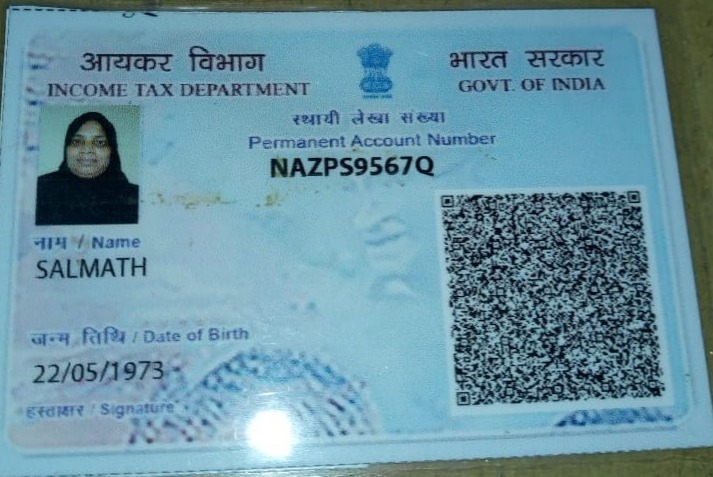 आयकर विभाग
INCOME TAX DEPARTMENT
भारत सरकार
GOVT. OF INDIA
स्थायी लेखा संख्या
Permanent Account Number
NAZPS9567Q
नाम / Name
SALMATH
जन्म तिथि / Date of Birth
22/05/1973
हस्ताक्षर / Signature